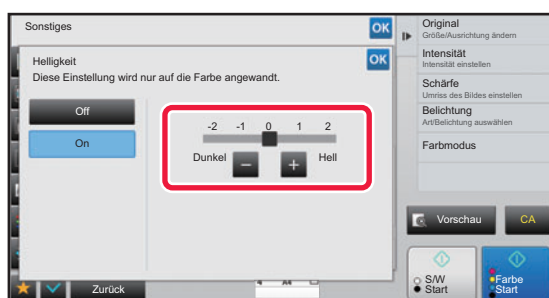 Sonstiges
OK
Helligkeit
OK
Diese Einstellung wird nur auf die Farbe angewandt.
Off
On
-2 -1 0 1 2
Dunkel − + Hell
Original
Größe/Ausrichtung ändern
Intensität
Intensität einstellen
Schärfe
Umriss des Bildes einstellen
Belichtung
Art/Belichtung auswählen
Farbmodus
Vorschau
CA
S/W
Start
Farbe
Start
Zurück